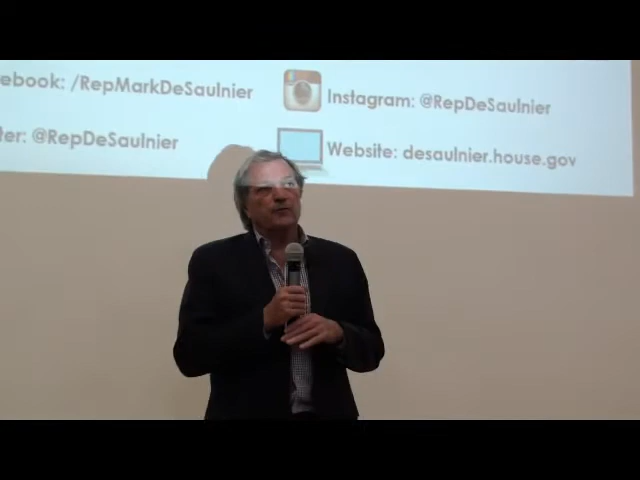 ebook: /RepMarkDeSaulnier
Instagram: @RepDeSaulnier
ter: @RepDeSaulnier
Website: desaulnier.house.gov